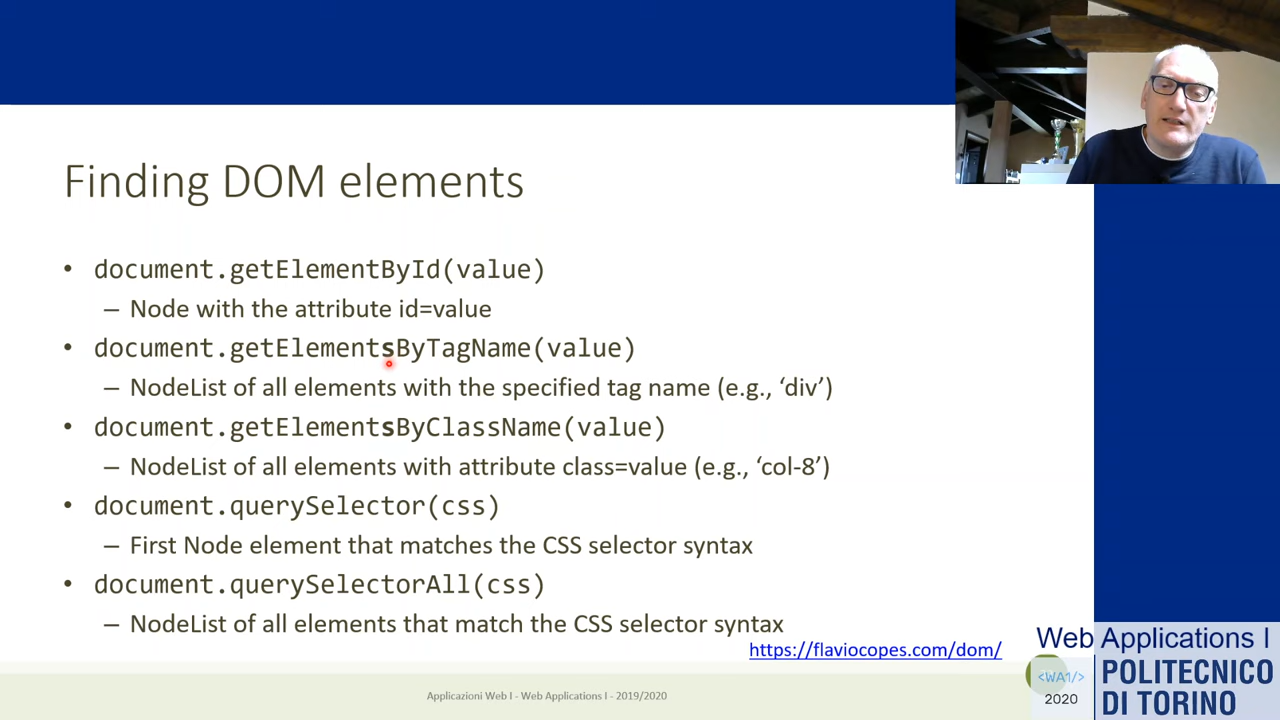 Finding DOM elements
• document.getElementById(value)
– Node with the attribute id=value
• document.getElementsByTagName(value)
– NodeList of all elements with the specified tag name (e.g., ‘div’)
• document.getElementsByClassName(value)
– NodeList of all elements with attribute class=value (e.g., ‘col-8’)
• document.querySelector(css)
– First Node element that matches the CSS selector syntax
• document.querySelectorAll(css)
– NodeList of all elements that match the CSS selector syntax
https://flaviocopes.com/dom/
Applicazioni Web I - Web Applications I - 2019/2020
Web Applications I
<WA1/>
2020
POLITECNICO
DI TORINO